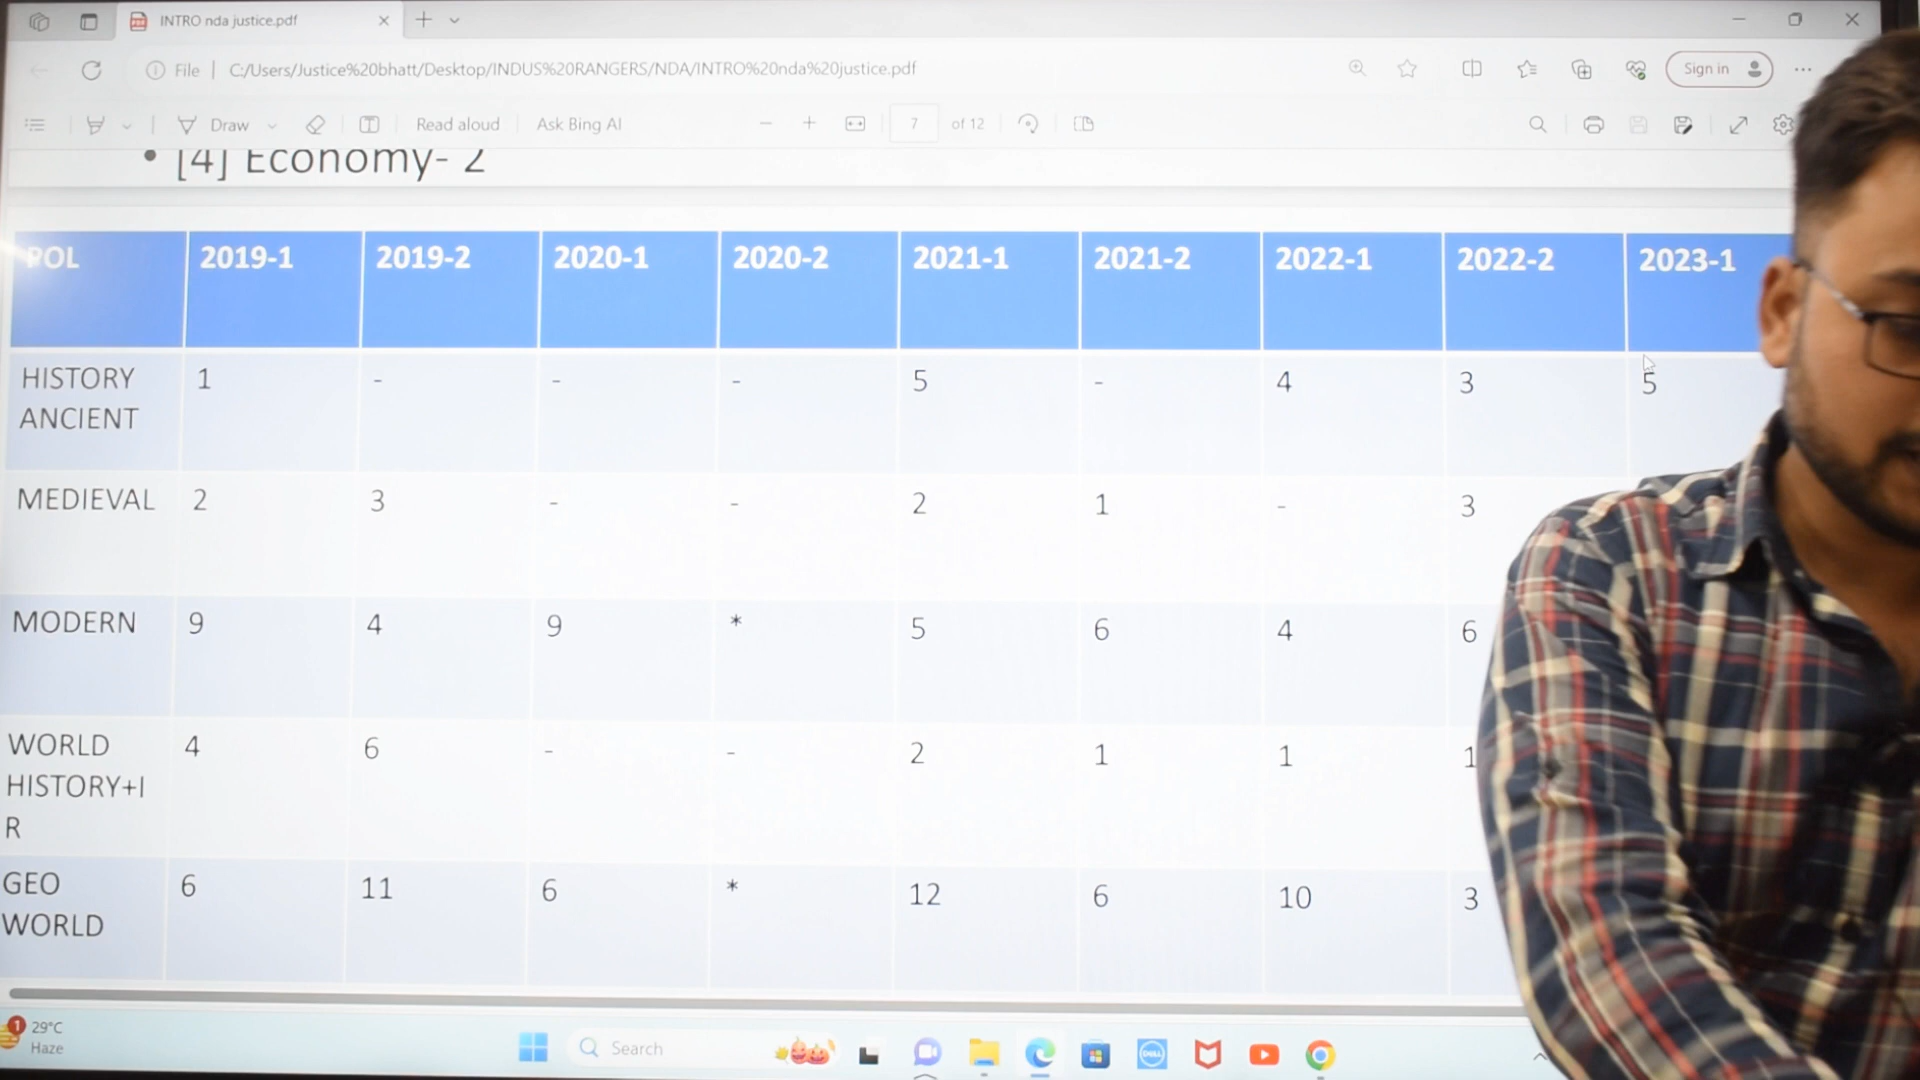 INTRO nda justice.pdf
File | C:/Users/Justice%20bhatt/Desktop/INDUS%20RANGERS/NDA/INTRO%20nda%20justice.pdf
Sign in
Draw
Read aloud
Ask Bing AI
7 of 12
• [4] Economy- 2
POL 2019-1 2019-2 2020-1 2020-2 2021-1 2021-2 2022-1 2022-2 2023-1
HISTORY 1 - - - 5 - 4 3 5
ANCIENT
MEDIEVAL 2 3 - - 2 1 - 3
MODERN 9 4 9 * 5 6 4 6
WORLD 4 6 - - 2 1 1 1
HISTORY+I
R
GEO 6 11 6 * 12 6 10 3
WORLD
1
29°C
Haze
Search
DELL